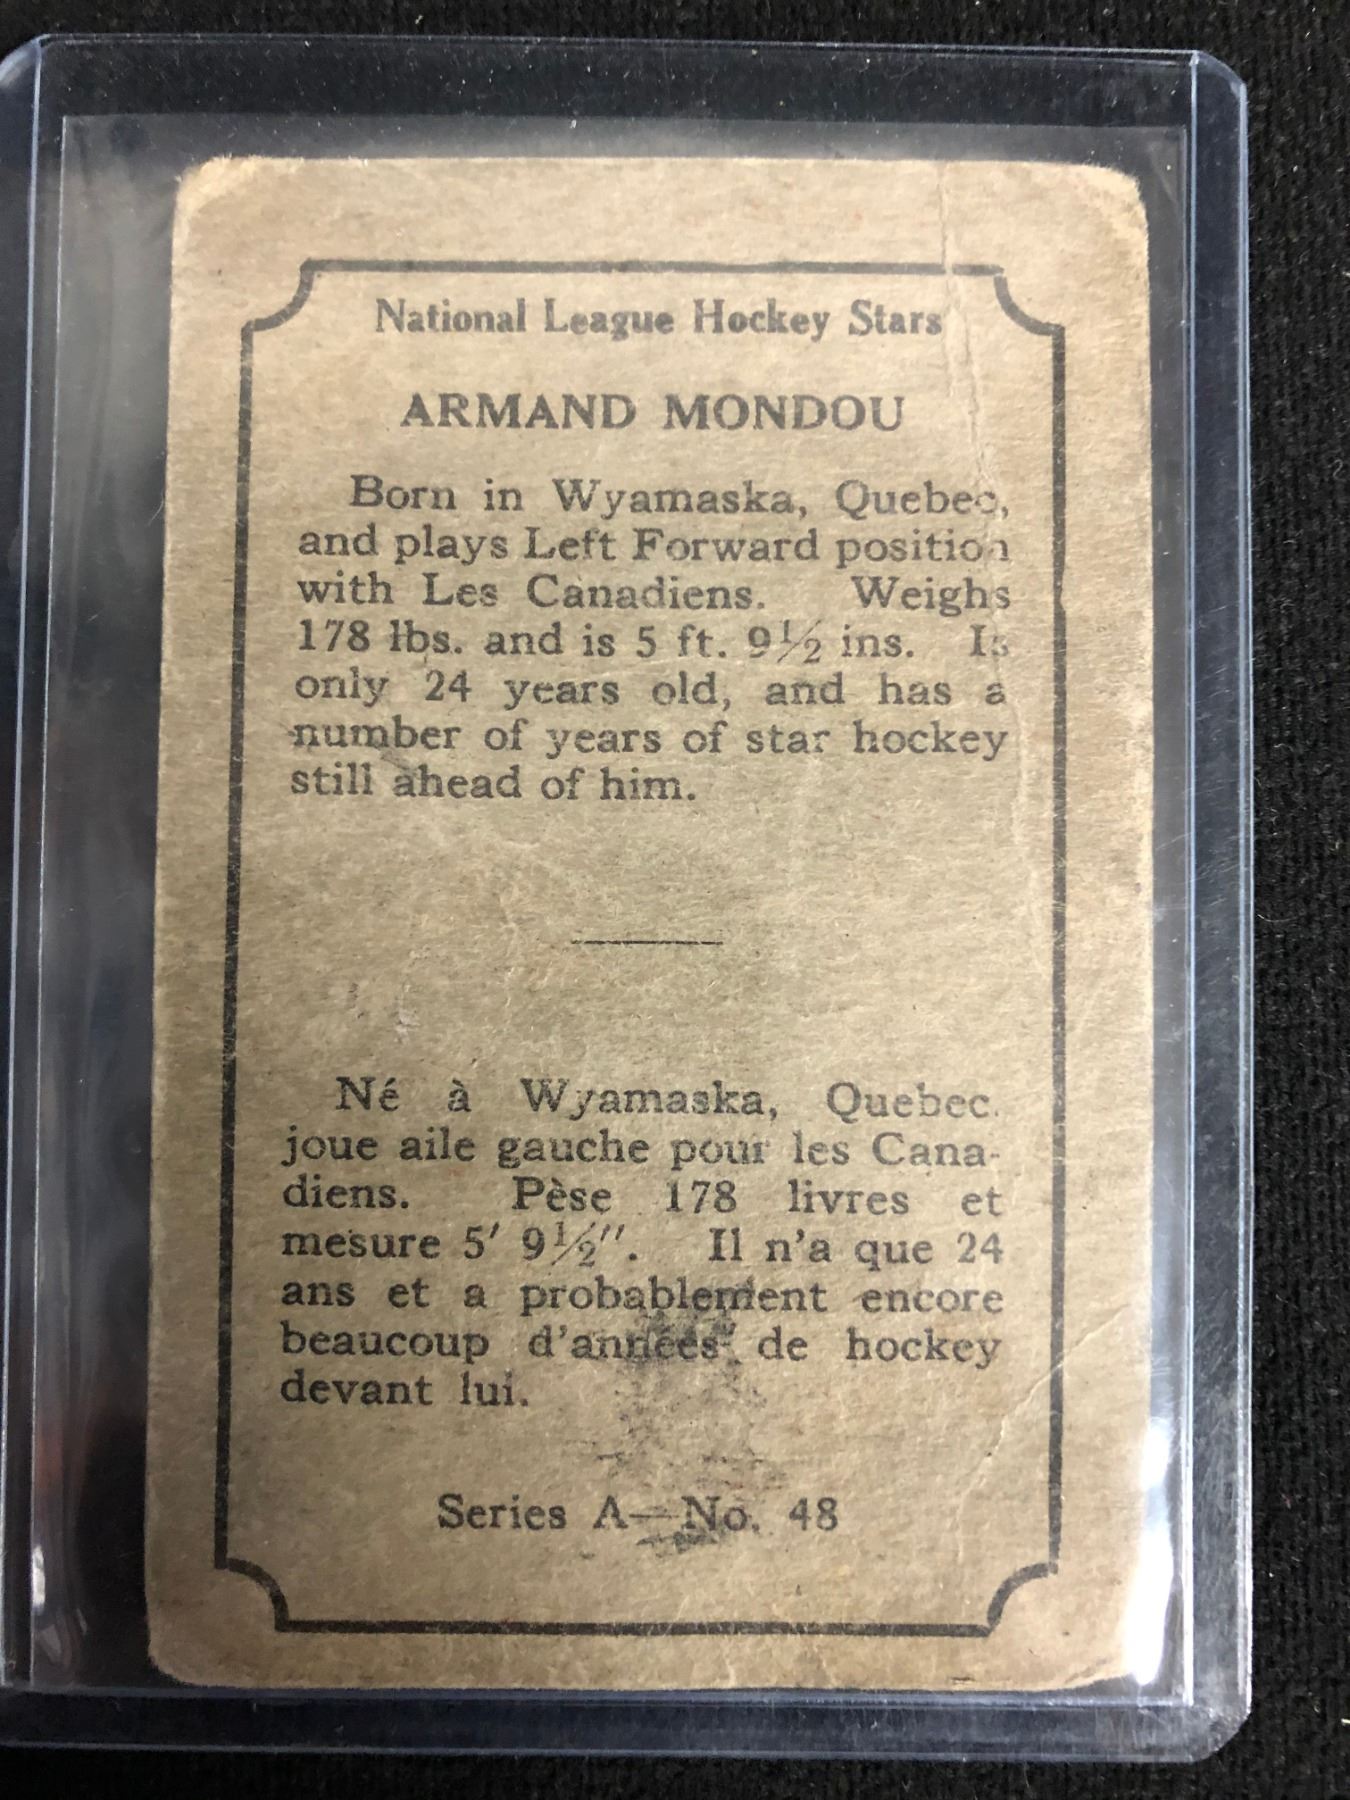 National League Hockey Stars
ARMAND MONDOU
Born in Wyamaska, Quebec,
and plays Left Forward position
with Les Canadiens. Weighs
178 lbs. and is 5 ft. 9½ ins. Is
only 24 years old, and has a
number of years of star hockey
still ahead of him.
Né à Wyamaska, Quebec.
joue aile gauche pour les Cana-
diens. Pèse 178 livres et
mesure 5' 9½". Il n'a que 24
ans et a probablement encore
beaucoup d'années de hockey
devant lui.
Series A—No. 48